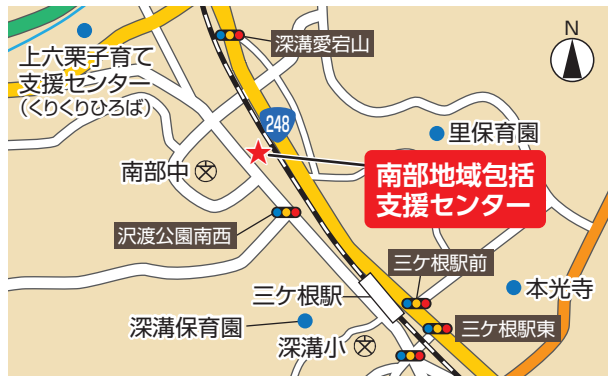 上六栗子育て
支援センター
(くりくりひろば)
深溝愛宕山
N
248
里保育園
南部中
南部地域包括
支援センター
沢渡公園南西
三ケ根駅前
三ケ根駅
本光寺
深溝保育園
三ケ根駅東
深溝小